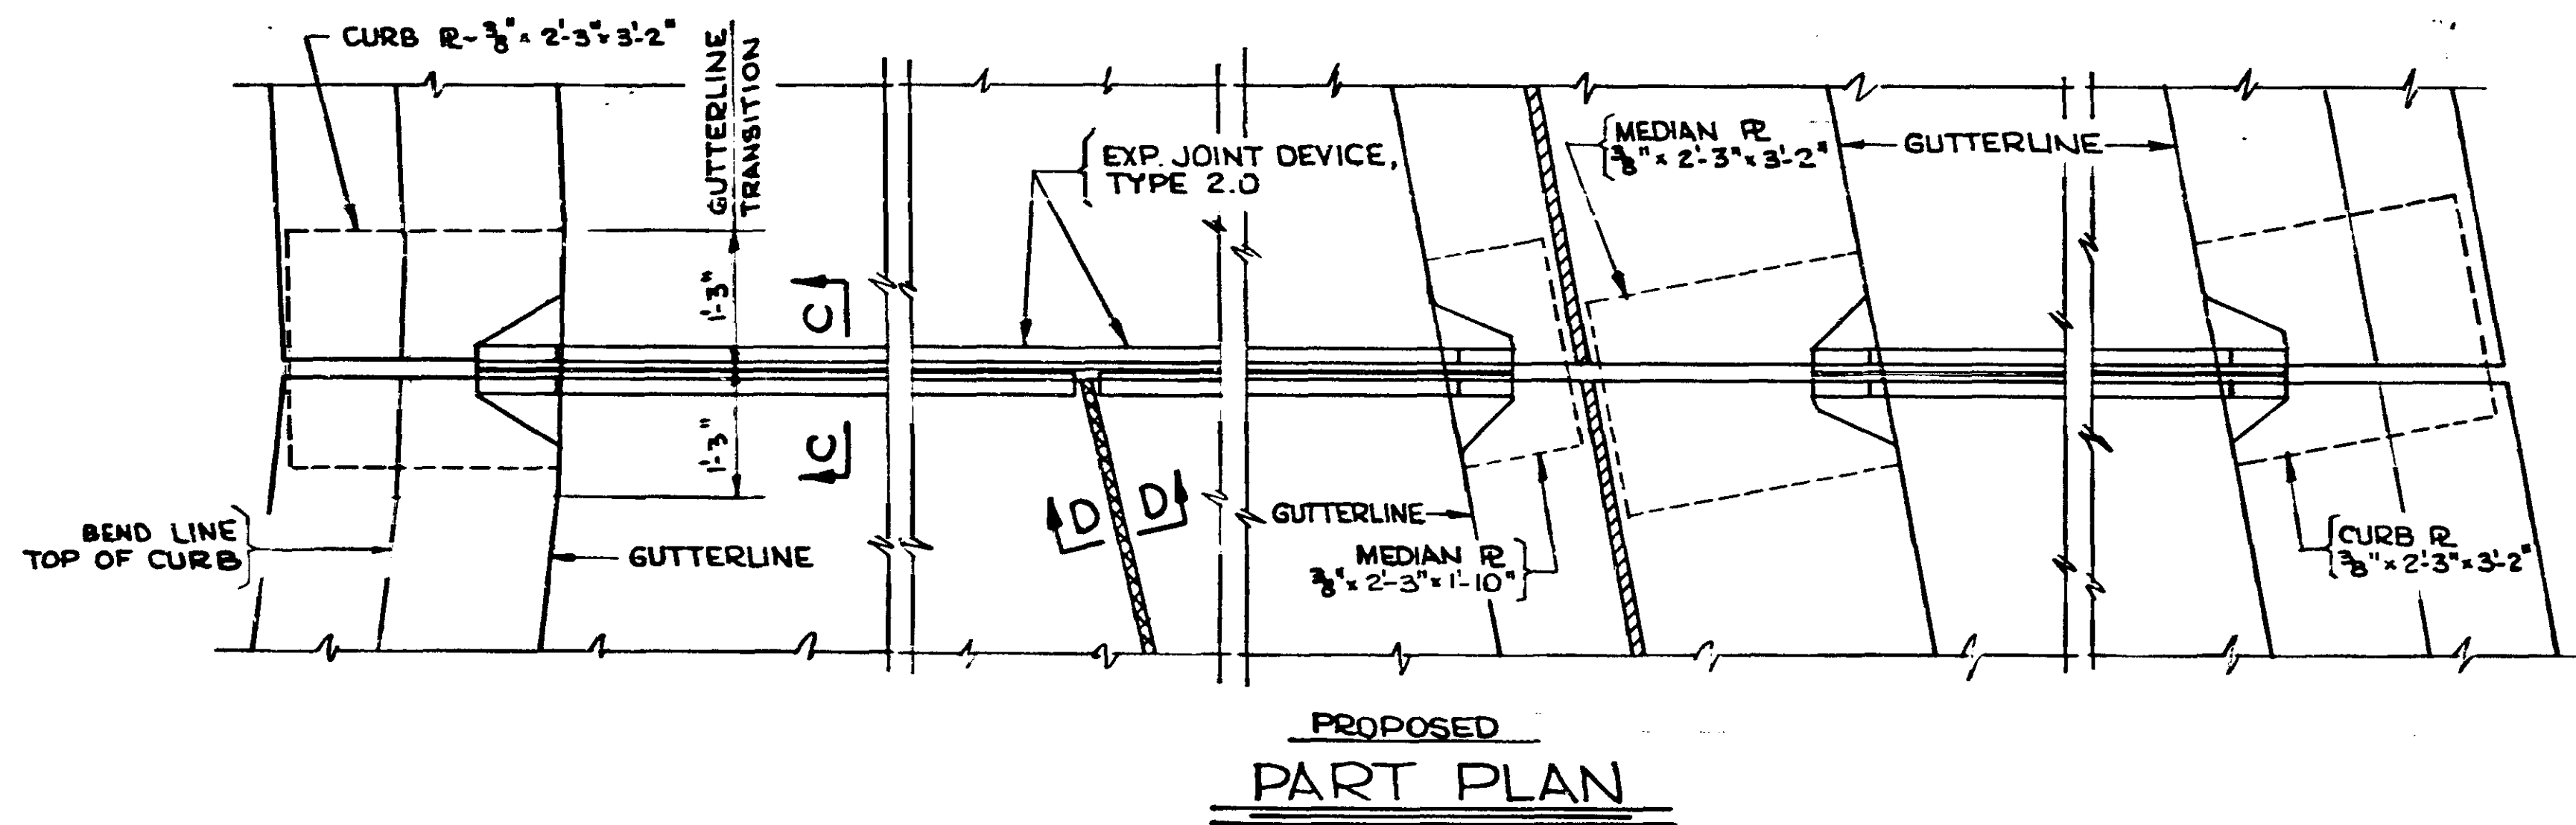 CURB ℞ - 3/8" x 2'-3" x 3'-2"
GUTTERLINE
TRANSITION
1'-3"
1'-3"
C
C
EXP. JOINT DEVICE,
TYPE 2.0
MEDIAN ℞
3/8" x 2'-3" x 3'-2"
GUTTERLINE
BEND LINE
TOP OF CURB
GUTTERLINE
D D
GUTTERLINE
MEDIAN ℞
3/8" x 2'-3" x 1'-10"
CURB ℞
3/8" x 2'-3" x 3'-2"
PROPOSED
PART PLAN